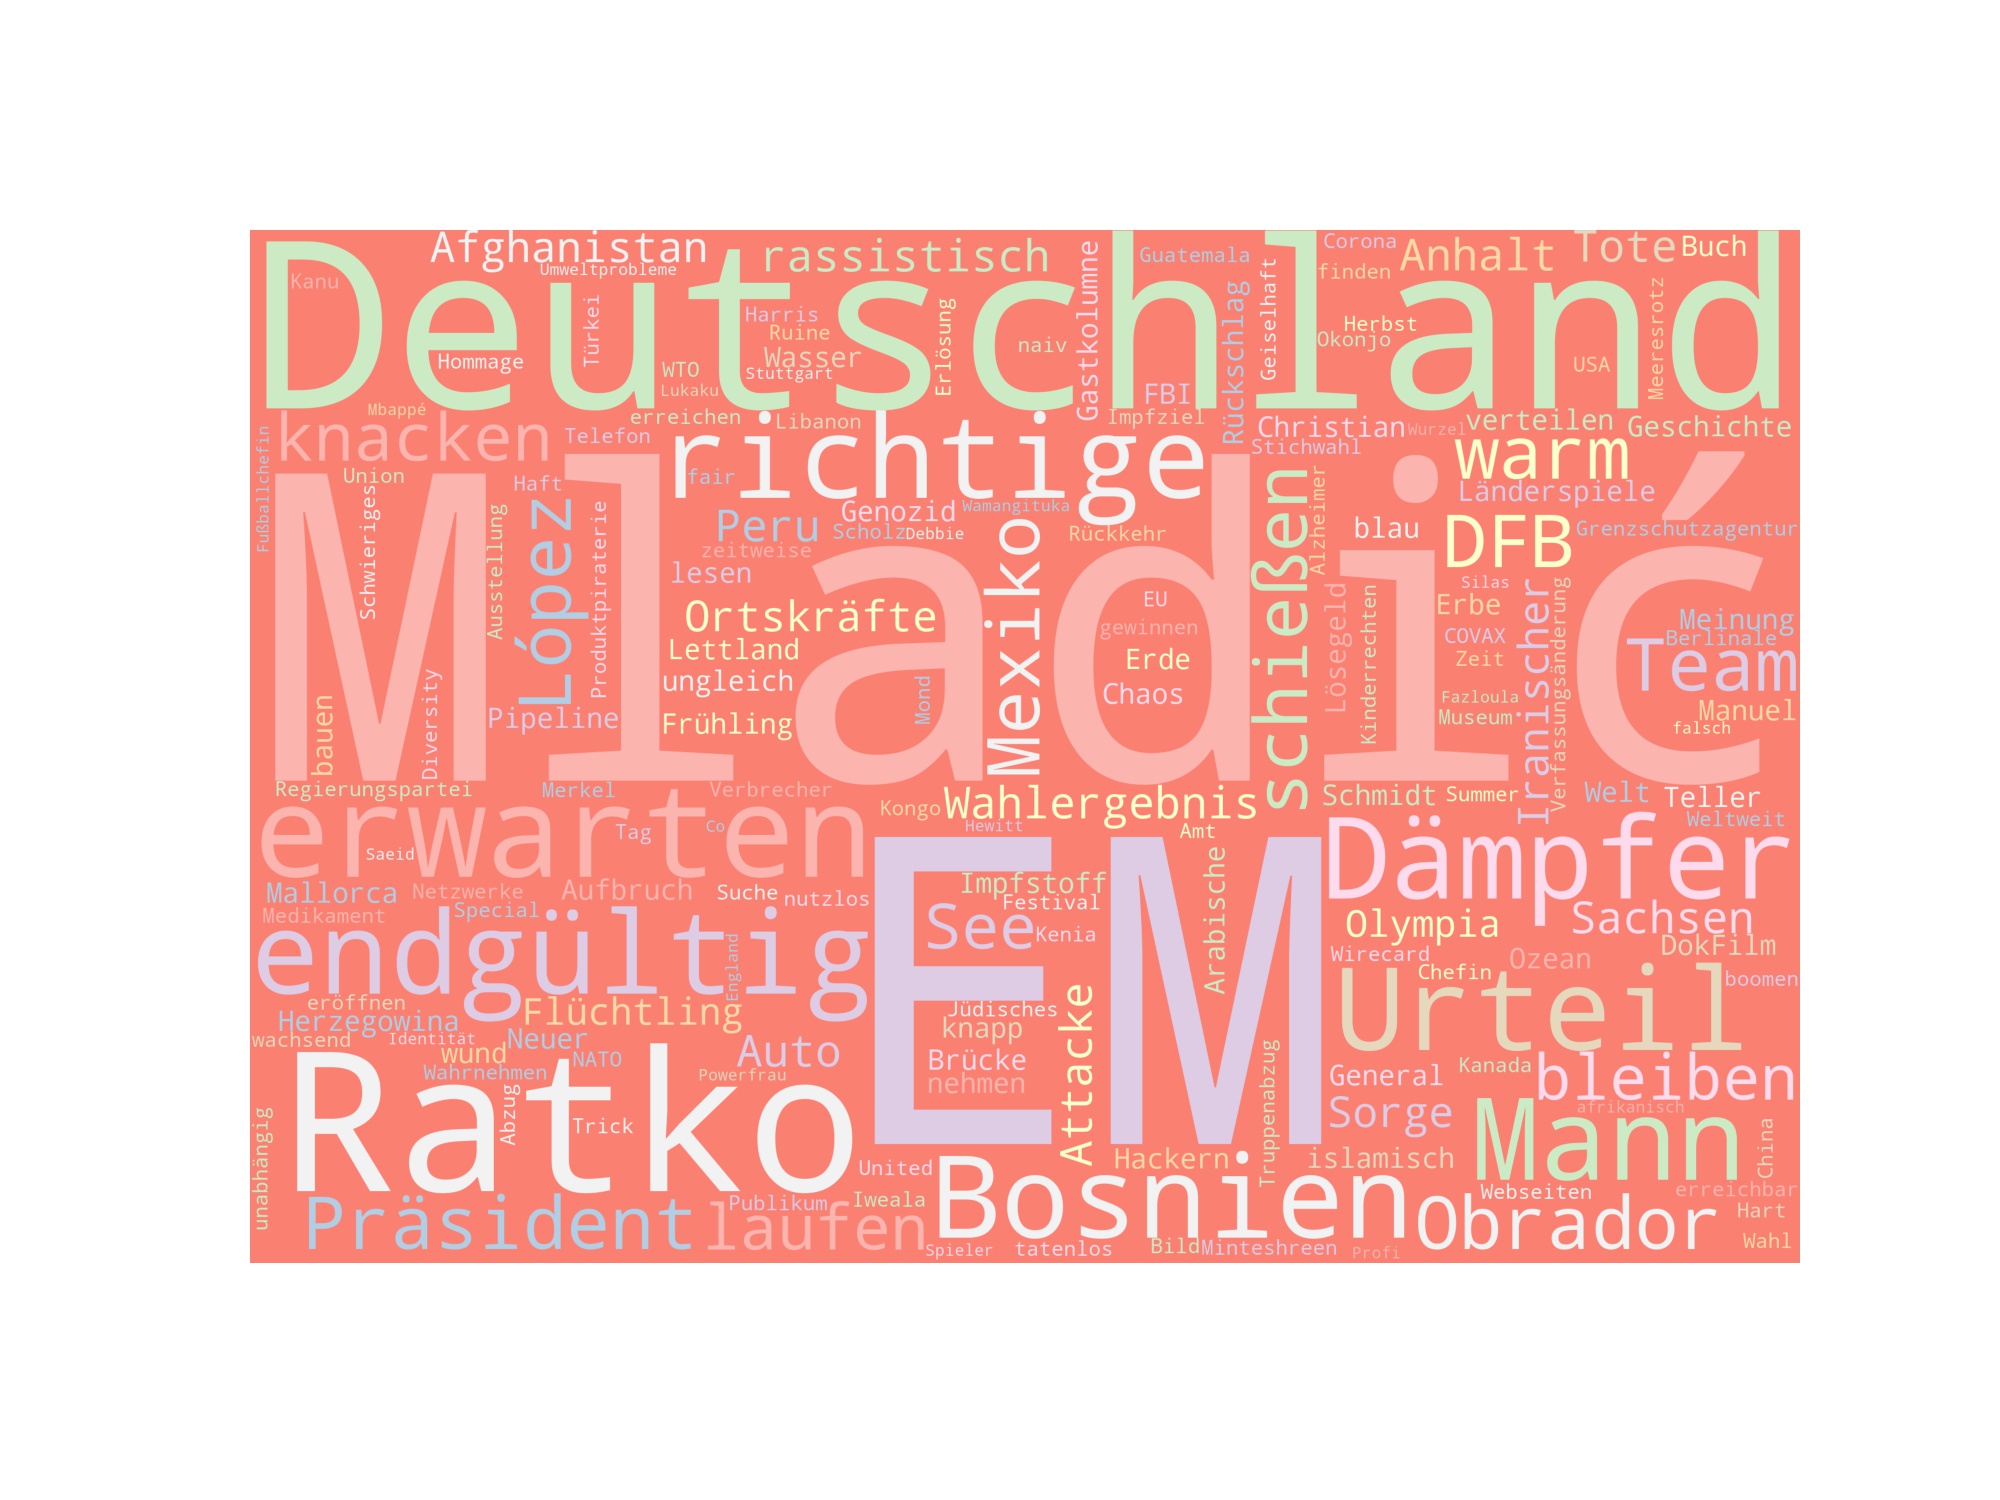 Deutschland
Afghanistan
rassistisch
Guatemala
Corona
Anhalt
Tote
Buch
Kanu
Umweltprobleme
Türkei
Hommage
Harris
Ruine
Wasser
WTO
Stuttgart
Lukaku
Erlösung
naiv
Gastkolumne
FBI
Rückschlag
Geiselhaft
finden
Herbst
Okonjo
USA
Meeresrotz
Mbappé
knacken
Telefon
erreichen
Libanon
richtige
Impfziel
Christian
Wurzel
verteilen
Geschichte
Stichwahl
warm
Fußballchefin
Union
Haft
fair
Länderspiele
Mladić
Schwieriges
Ausstellung
López
Produktpiraterie
Peru
Genozid
Wamangituka
Scholz
Debbie
Rückkehr
zeitweise
lesen
Mexiko
schießen
Alzheimer
blau
DFB
Grenzschutzagentur
Silas
Iranischer
Verfassungsänderung
Ortskräfte
EU
gewinnen
Lösegeld
Kinderrechten
Erbe
COVAX
Zeit
Meinung
Berlinale
Team
Lettland
Erde
ungleich
Chaos
Mond
Frühling
Fazloula
Museum
Manuel
falsch
bauen
Diversity
Pipeline
Regierungspartei
Merkel
Verbrecher
Kongo
Wahlergebnis
Schmidt
Summer
Welt
Teller
Weltweit
erwarten
Tag
Co
Hewitt
Amt
Saeid
EM
Dämpfer
Mallorca
Netzwerke
Aufbruch
Suche
nutzlos
Impfstoff
Festival
Arabische
Medikament
Special
endgültig
England
See
Kenia
Olympia
Sachsen
Wirecard
Chefin
Ozean
DokFilm
boomen
eröffnen
Herzegowina
Flüchtling
wachsend
Identität
Neuer
Jüdisches
knapp
Attacke
Urteil
wund
NATO
Auto
Brücke
nehmen
Wahrnehmen
Powerfrau
Truppenabzug
General
Kanada
bleiben
Sorge
afrikanisch
Ratko
Abzug
Trick
unabhängig
Mann
China
United
Hackern
islamisch
Webseiten
erreichbar
Präsident
Publikum
laufen
Iweala
Bosnien
Obrador
Hart
Wahl
Spieler
tatenlos
Bild
Minteshreen
Profi